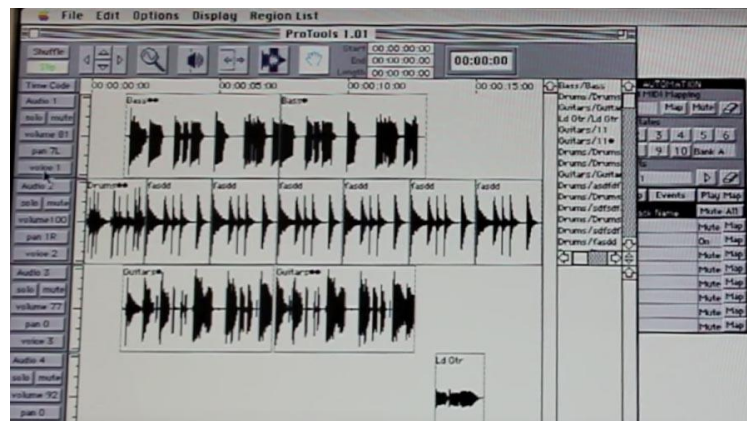 File Edit Options Display Region List
ProTools 1.01
Shuffle
Start 00:00:00:00
End 00:00:00:00
Length 00:00:00:00
00:00:00
Time Code
00:00:00:00
00:00:05:00
00:00:10:00
00:00:15:00
Audio 1
solo mute
volume 81
pan 7L
voice 1
Bass
Bass
Audio 2
solo mute
volume 100
pan 1R
voice 2
Drums
fasdd
fasdd
fasdd
fasdd
fasdd
fasdd
Audio 3
solo mute
volume 77
pan 0
voice 3
Guitars
Guitars
Audio 4
solo mute
volume 92
pan 0
Ld Gtr
Bass/Bass
Drums/Drums
Guitars/Guitar
Ld Gtr/Ld Gtr
Guitars/11
Guitars/11
Drums/Drums
Drums/Drums
Guitars/Guitar
Drums/asdfdf
Drums/Drums
Drums/sdfsdf
Drums/Drums
Drums/sdfsdf
Drums/fasdd
AUTOMATION
MIDI Mapping
Map Mute
3 4 5 6
9 10 Bank A
Events Play Map
Name Mute All
Mute Map
On Map
Mute Map
Mute Map
Mute Map
Mute Map
Mute Map
Mute Map